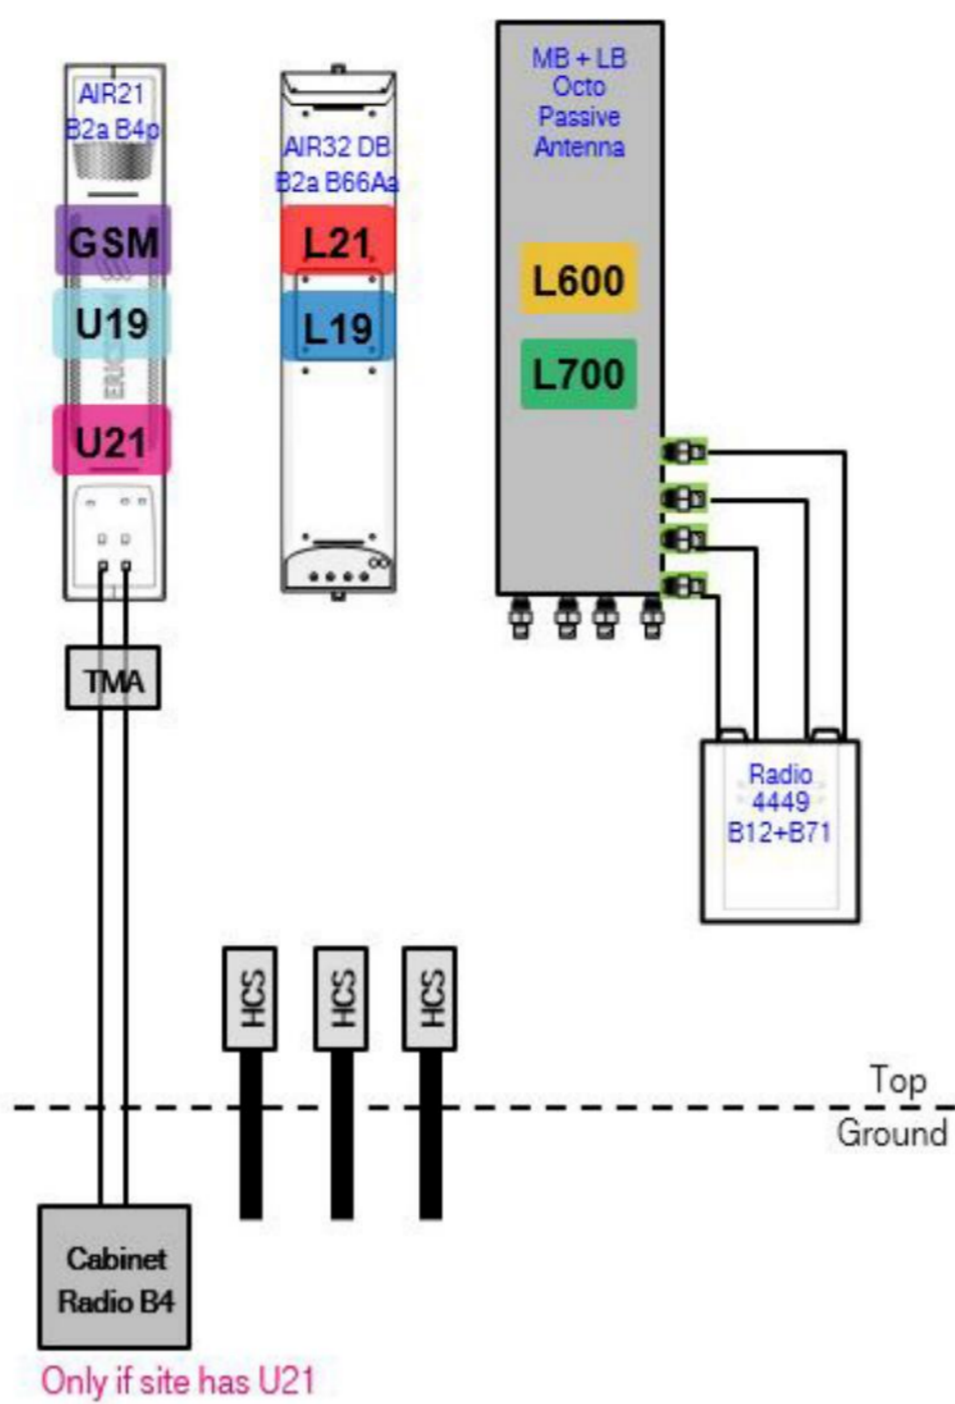 AIR21
B2a B4p
GSM
U19
ERICS
U21
TMA
AIR32 DB
B2a B66Aa
L21
L19
MB + LB
Octo
Passive
Antenna
L600
L700
Radio
4449
B12+B71
HCS
HCS
HCS
Top
Ground
Cabinet
Radio B4
Only if site has U21